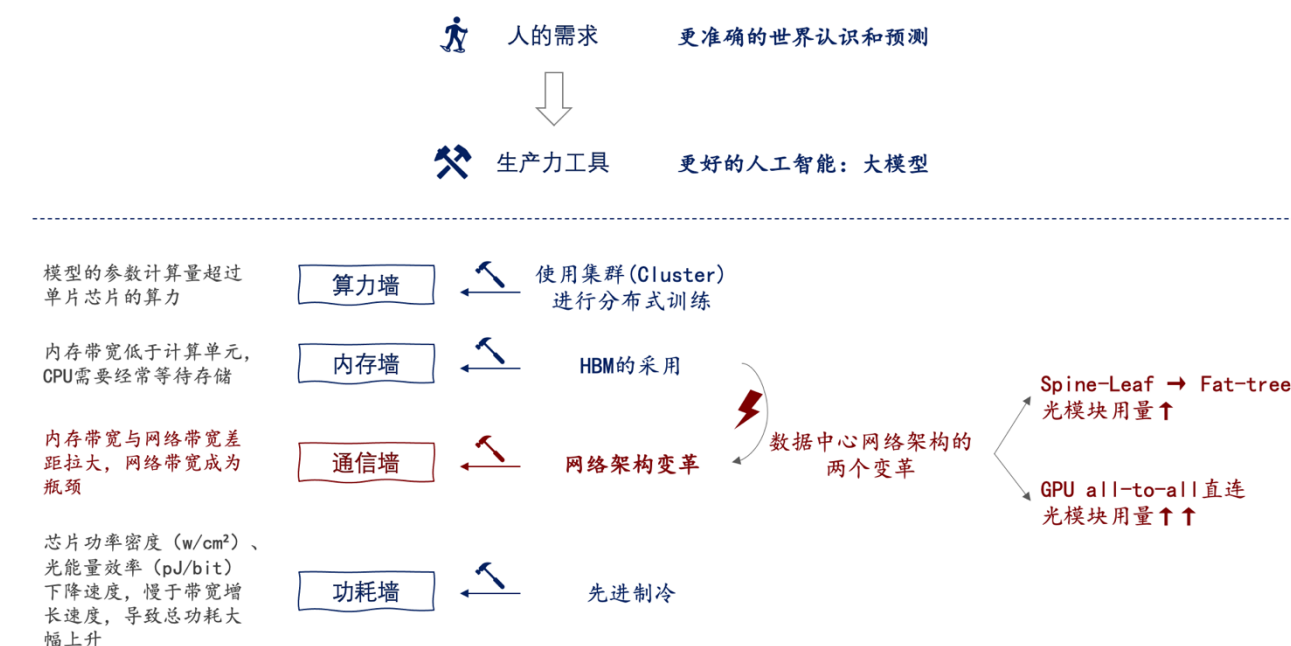 人的需求
更准确的世界认识和预测
生产力工具
更好的人工智能：大模型
模型的参数计算量超过
单片芯片的算力
算力墙
使用集群(Cluster)
进行分布式训练
内存带宽低于计算单元，
CPU需要经常等待存储
内存墙
HBM的采用
内存带宽与网络带宽差
距拉大，网络带宽成为
瓶颈
通信墙
网络架构变革
数据中心网络架构的
两个变革
Spine-Leaf → Fat-tree
光模块用量↑
GPU all-to-all直连
光模块用量↑↑
芯片功率密度（w/cm²）、
光能量效率（pJ/bit）
下降速度，慢于带宽增
长速度，导致总功耗大
幅上升
功耗墙
先进制冷